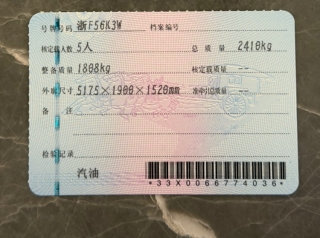 号牌号码 浙F56K3W 档案编号
核定载人数 5人 总质量 2410kg
整备质量 1808kg 核定载质量 --
外廓尺寸 5175×1900×1520mm 准牵引总质量 --
备注
检验记录
汽油
*33X0066774036*